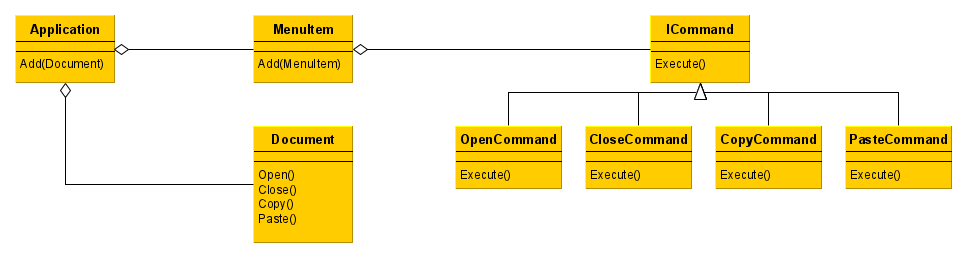 Application
Add(Document)
MenuItem
Add(MenuItem)
ICommand
Execute()
Document
Open()
Close()
Copy()
Paste()
OpenCommand
Execute()
CloseCommand
Execute()
CopyCommand
Execute()
PasteCommand
Execute()